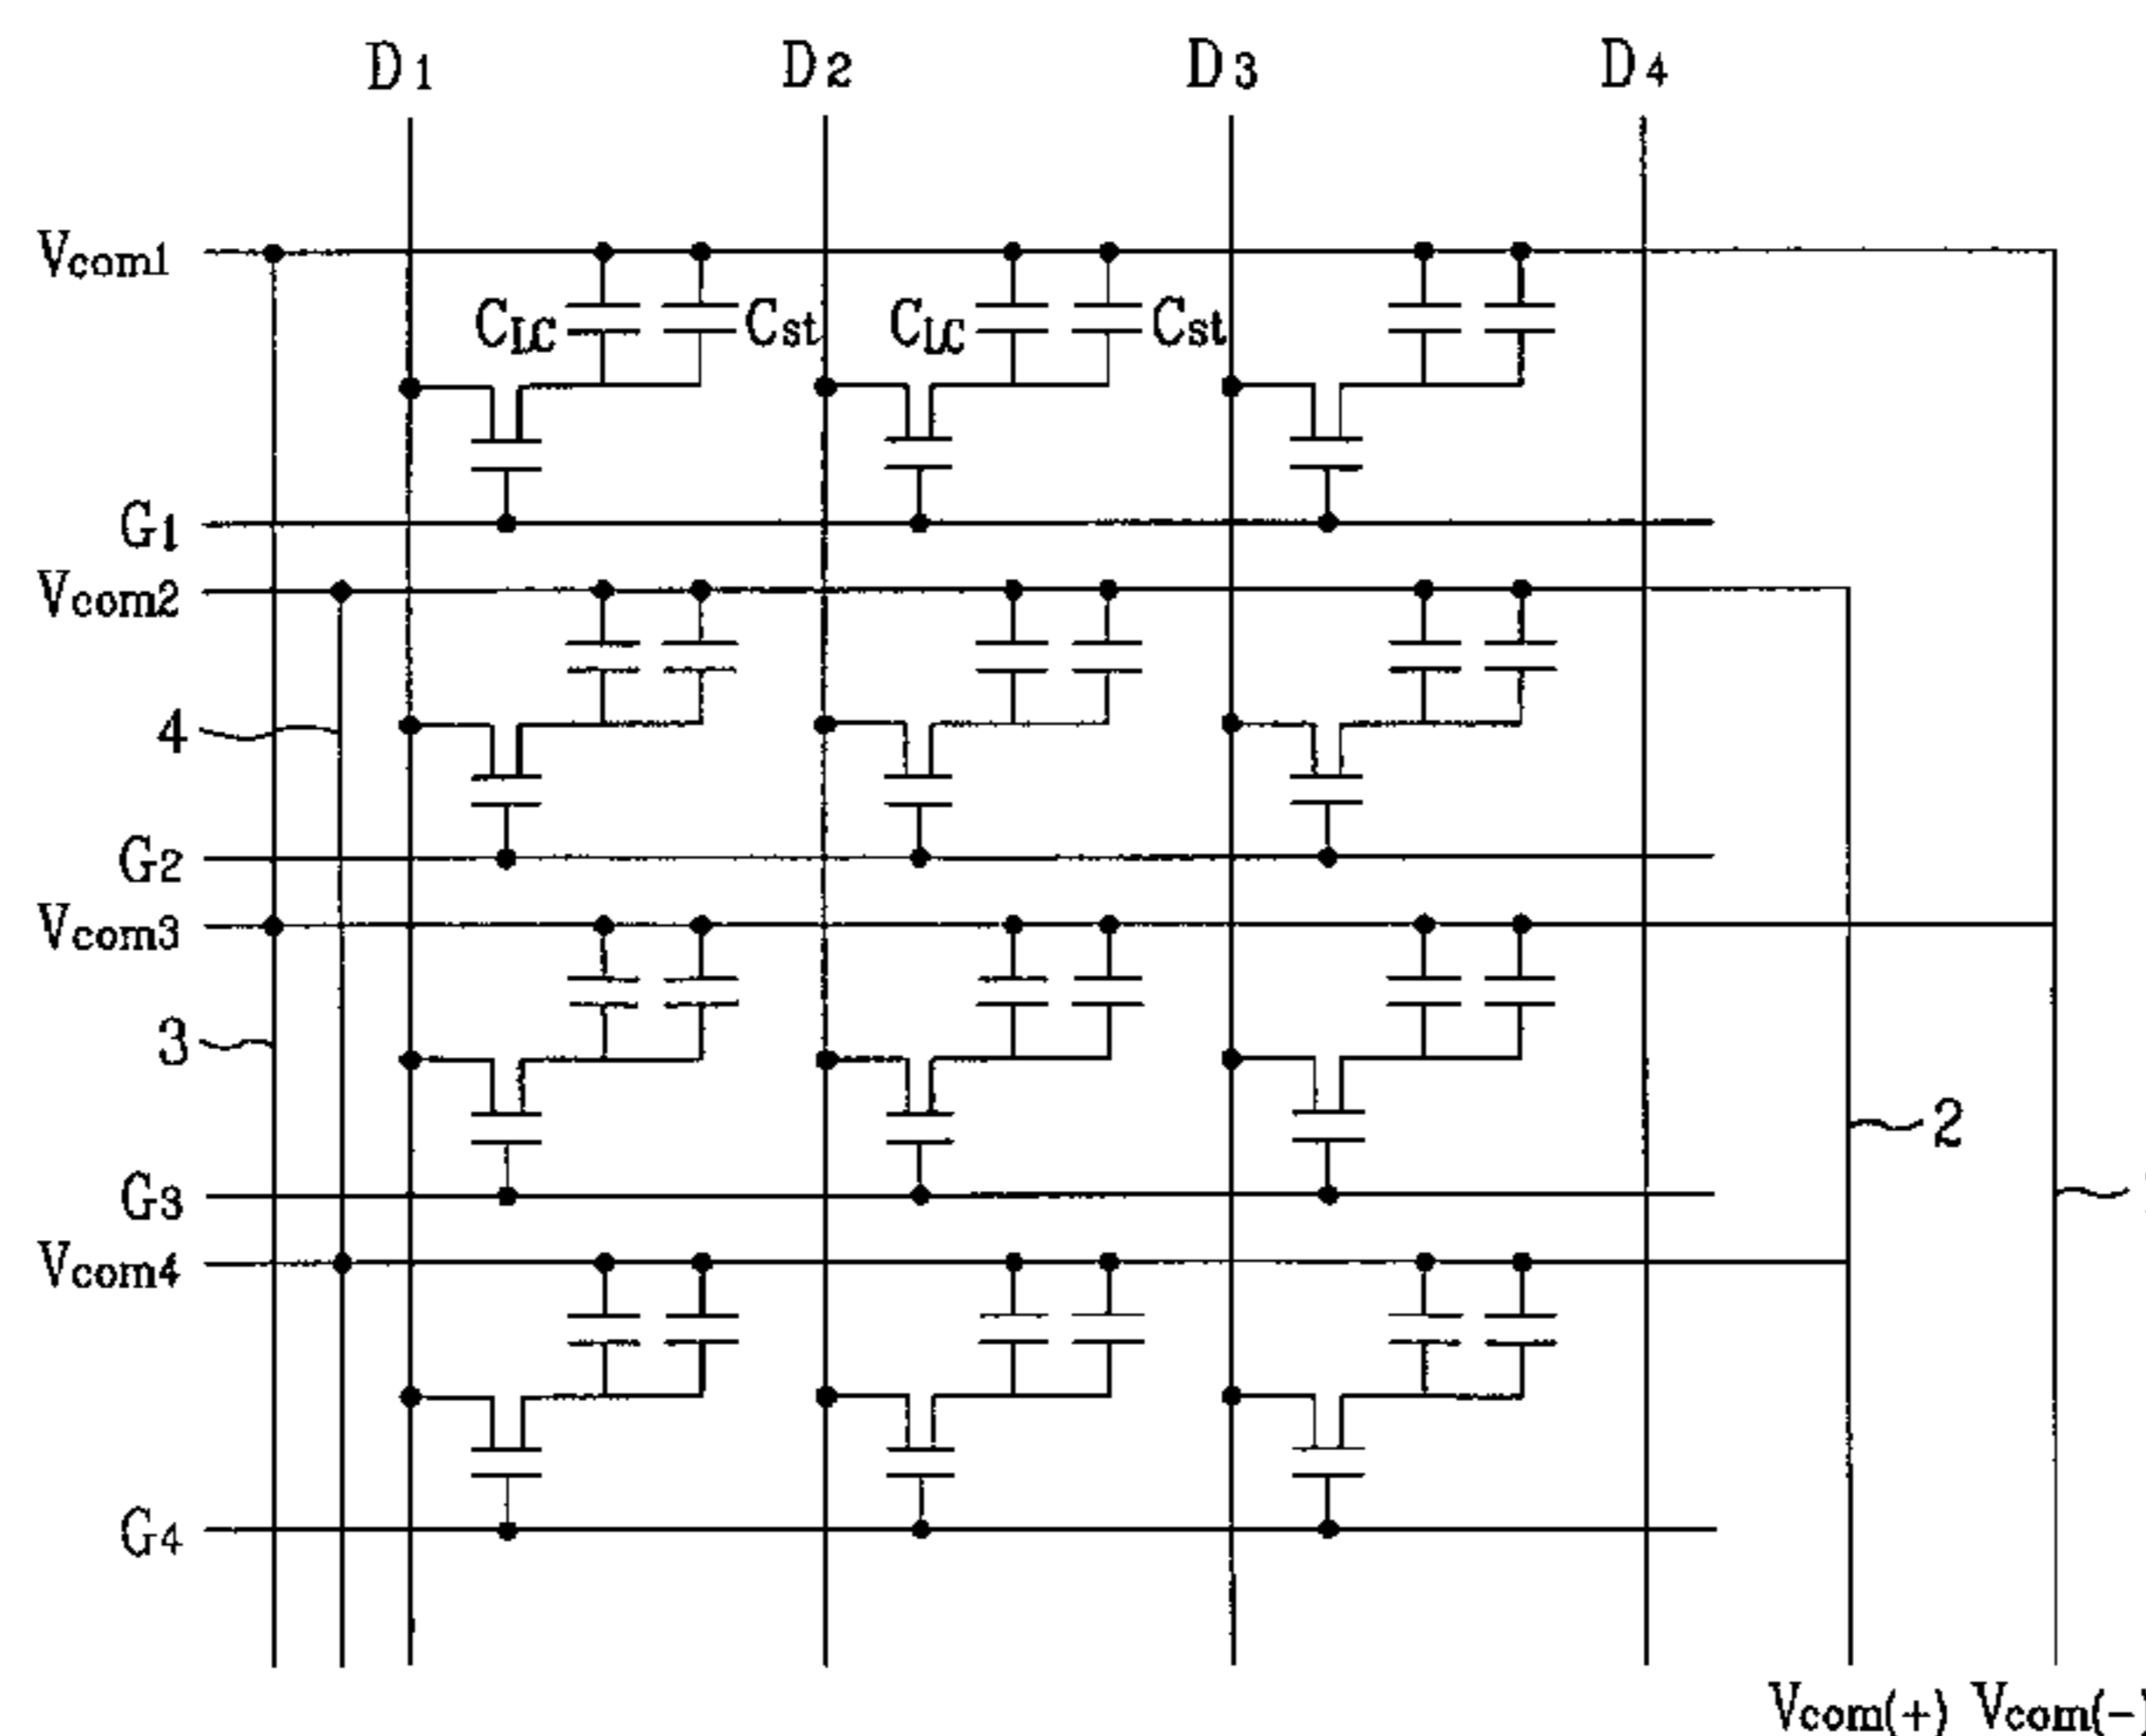 D1 D2 D3 D4
Vcom1
CLC Cst CLC Cst
G1
Vcom2
4
G2
Vcom3
3
2
G3
Vcom4
G4
Vcom(+) Vcom(-)